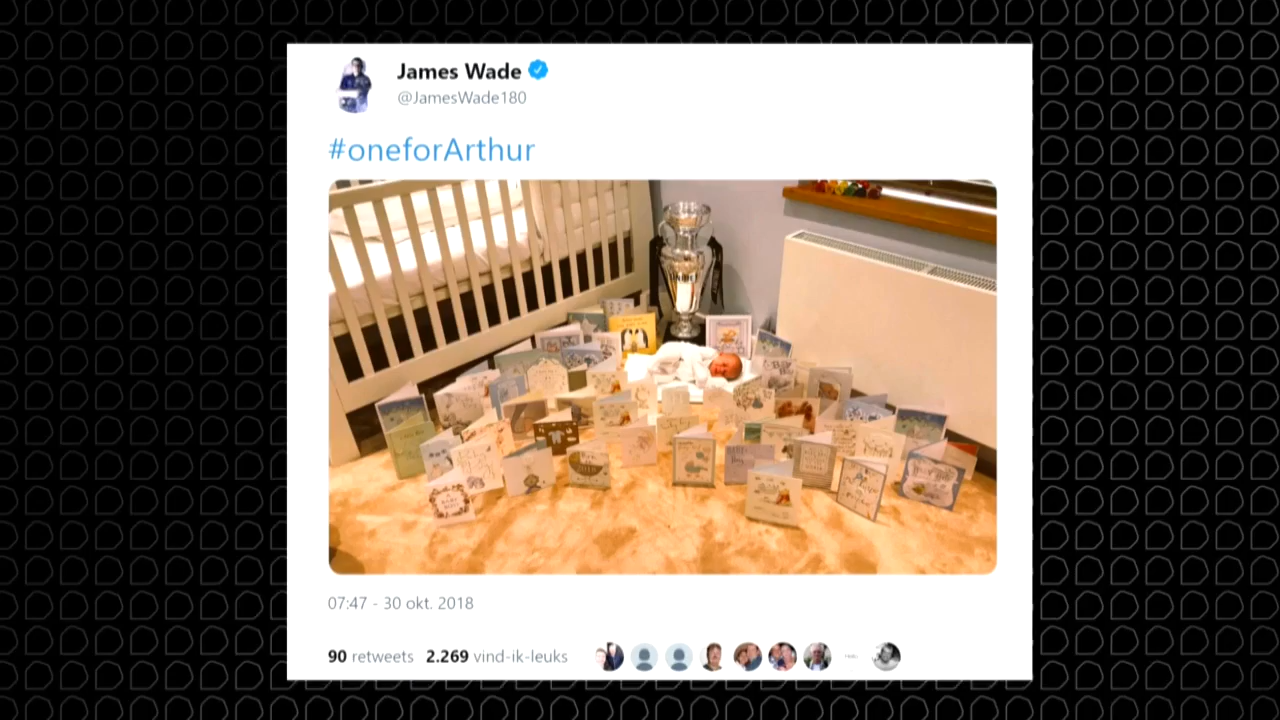 James Wade
@JamesWade180
#oneforArthur
07:47 - 30 okt. 2018
90 retweets 2.269 vind-ik-leuks